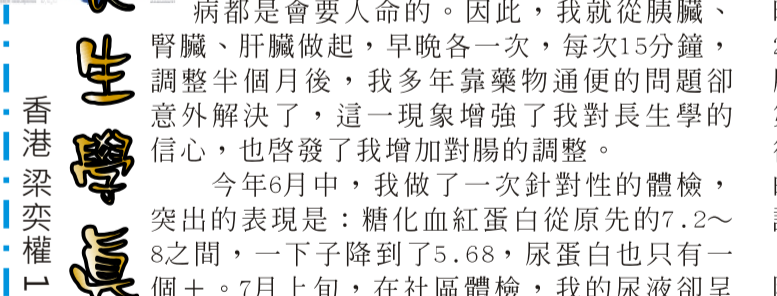 長生學真
香港 梁奕權 1
病都是會要人命的。因此，我就從胰臟、
腎臟、肝臟做起，早晚各一次，每次15分鐘，
調整半個月後，我多年靠藥物通便的問題卻
意外解決了，這一現象增強了我對長生學的
信心，也啓發了我增加對腸的調整。
今年6月中，我做了一次針對性的體檢，
突出的表現是：糖化血紅蛋白從原先的7.2～
8之間，一下子降到了5.68，尿蛋白也只有一
個＋。7月上旬，在社區體檢，我的尿液卻呈